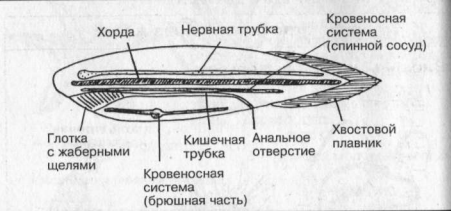 Хорда
Нервная трубка
Кровеносная
система
(спинной сосуд)
Глотка
с жаберными
щелями
Кишечная
трубка
Анальное
отверстие
Хвостовой
плавник
Кровеносная
система
(брюшная часть)